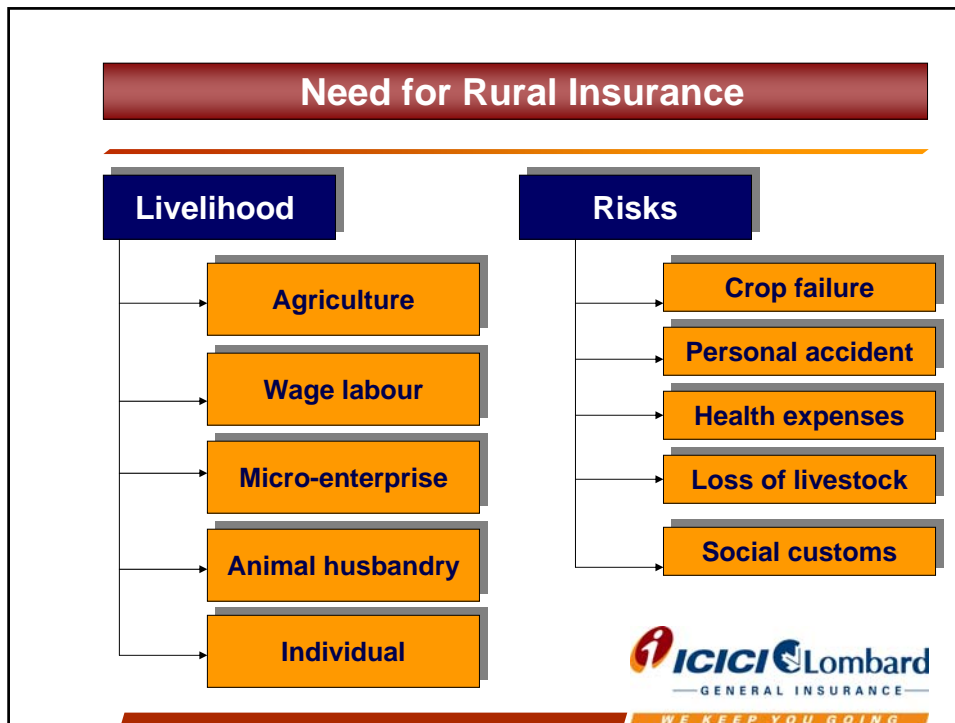 Need for Rural Insurance
Livelihood
Agriculture
Wage labour
Micro-enterprise
Animal husbandry
Individual
Risks
Crop failure
Personal accident
Health expenses
Loss of livestock
Social customs
ICICI Lombard
GENERAL INSURANCE
WE KEEP YOU GOING